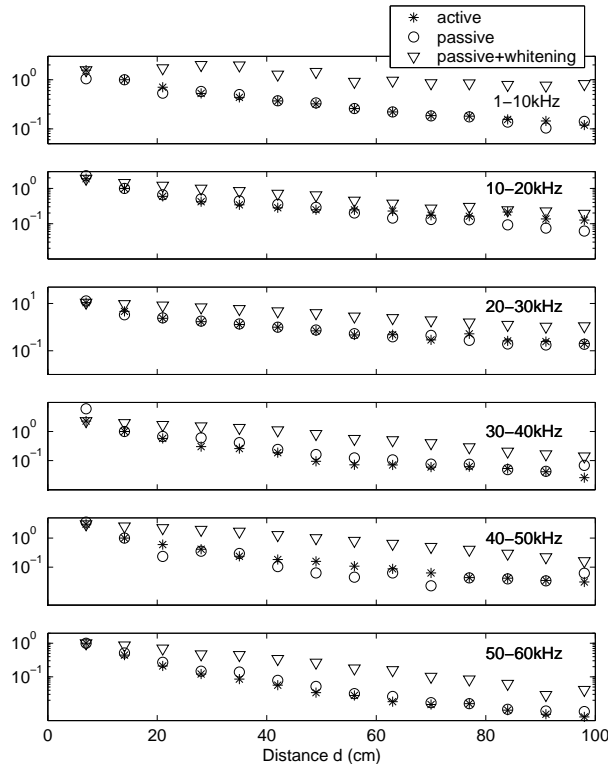 active
passive
passive+whitening
10^0
10^-1
1−10kHz
10^0
10^-1
10−20kHz
10^1
10^-1
20−30kHz
10^0
10^-1
30−40kHz
10^0
10^-1
40−50kHz
10^0
10^-1
50−60kHz
0 20 40 60 80 100
Distance d (cm)